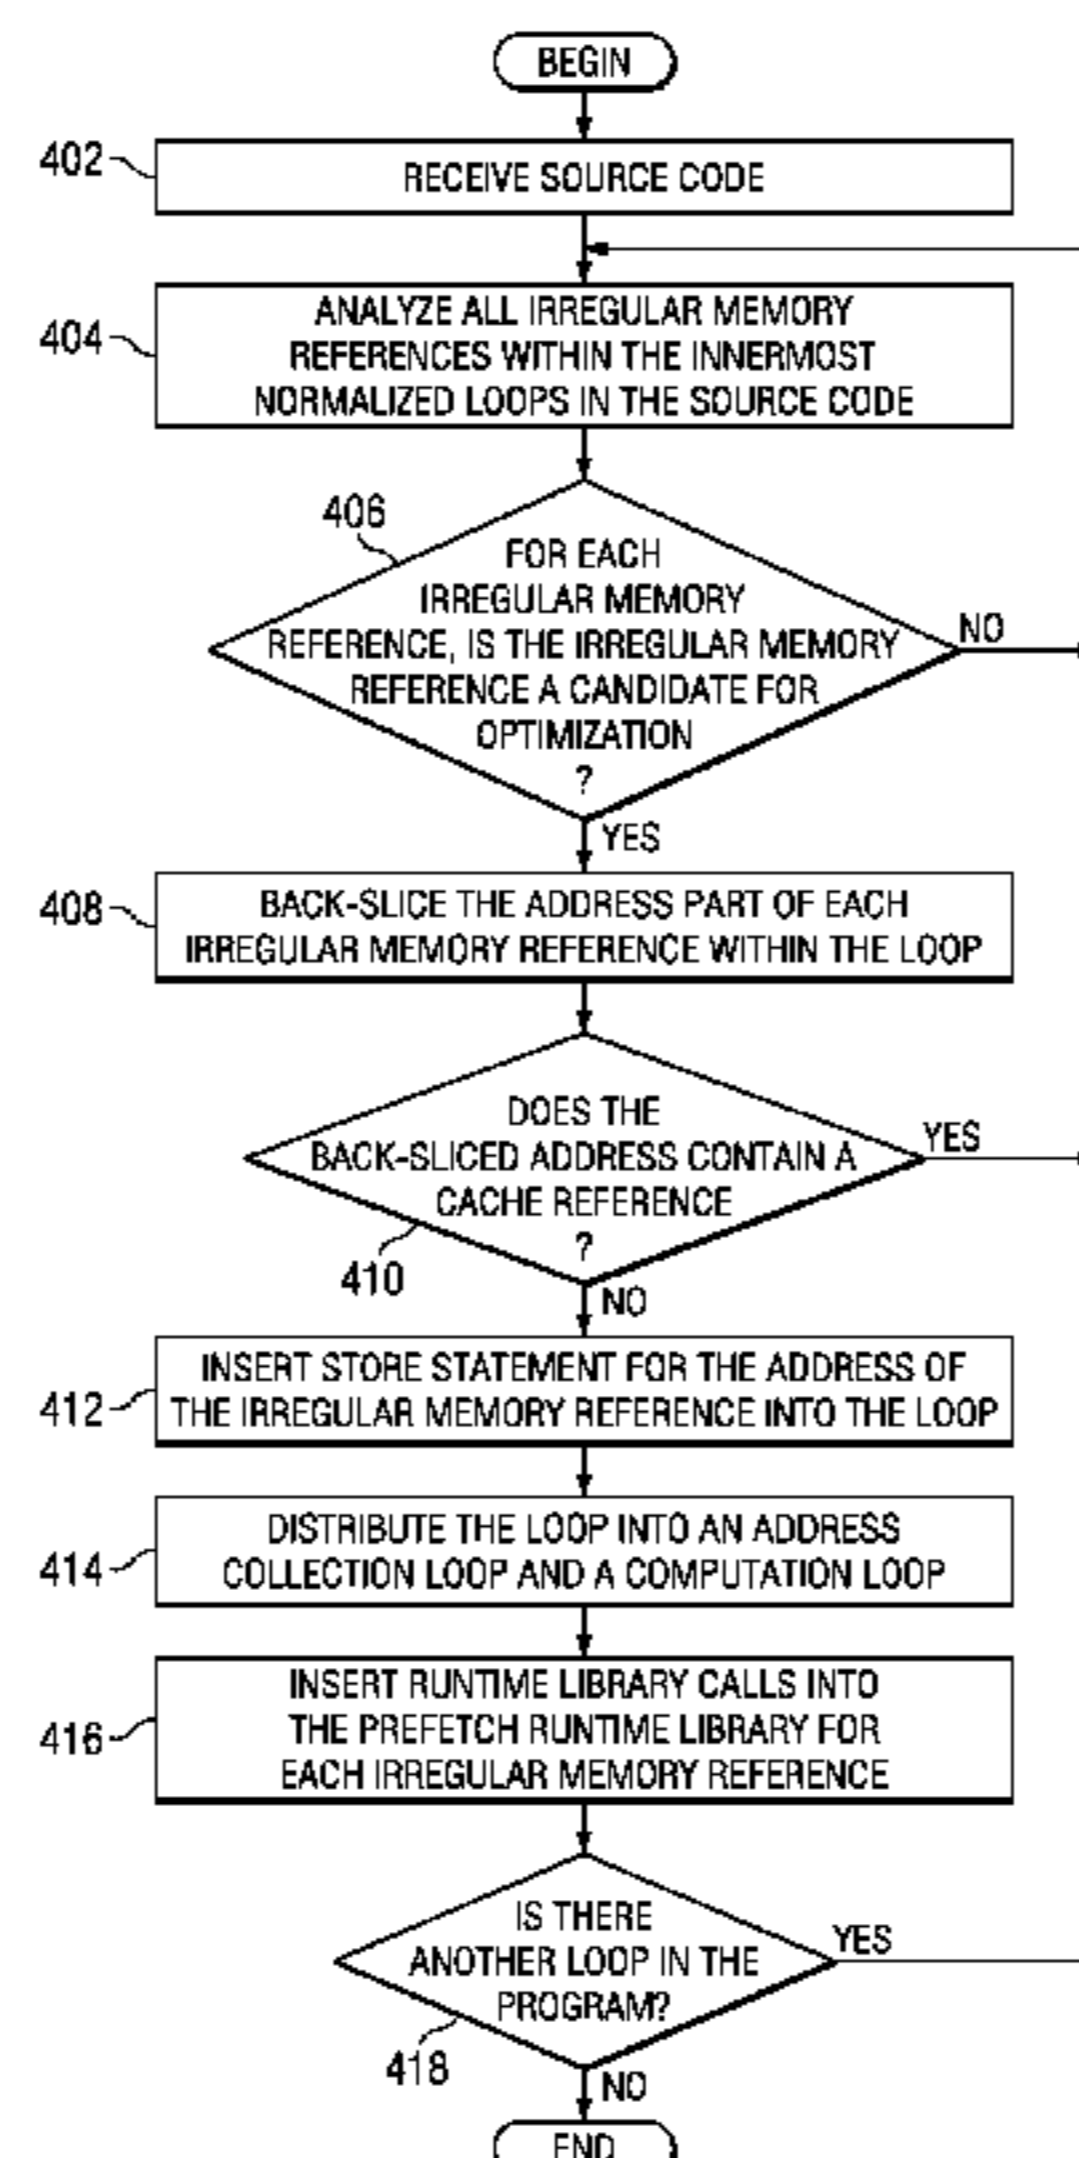 BEGIN
402
RECEIVE SOURCE CODE
404
ANALYZE ALL IRREGULAR MEMORY
REFERENCES WITHIN THE INNERMOST
NORMALIZED LOOPS IN THE SOURCE CODE
406
FOR EACH
IRREGULAR MEMORY
REFERENCE, IS THE IRREGULAR MEMORY
REFERENCE A CANDIDATE FOR
OPTIMIZATION
?
NO
YES
408
BACK-SLICE THE ADDRESS PART OF EACH
IRREGULAR MEMORY REFERENCE WITHIN THE LOOP
DOES THE
BACK-SLICED ADDRESS CONTAIN A
CACHE REFERENCE
?
YES
410
NO
412
INSERT STORE STATEMENT FOR THE ADDRESS OF
THE IRREGULAR MEMORY REFERENCE INTO THE LOOP
414
DISTRIBUTE THE LOOP INTO AN ADDRESS
COLLECTION LOOP AND A COMPUTATION LOOP
416
INSERT RUNTIME LIBRARY CALLS INTO
THE PREFETCH RUNTIME LIBRARY FOR
EACH IRREGULAR MEMORY REFERENCE
IS THERE
ANOTHER LOOP IN THE
PROGRAM?
YES
418
NO
END